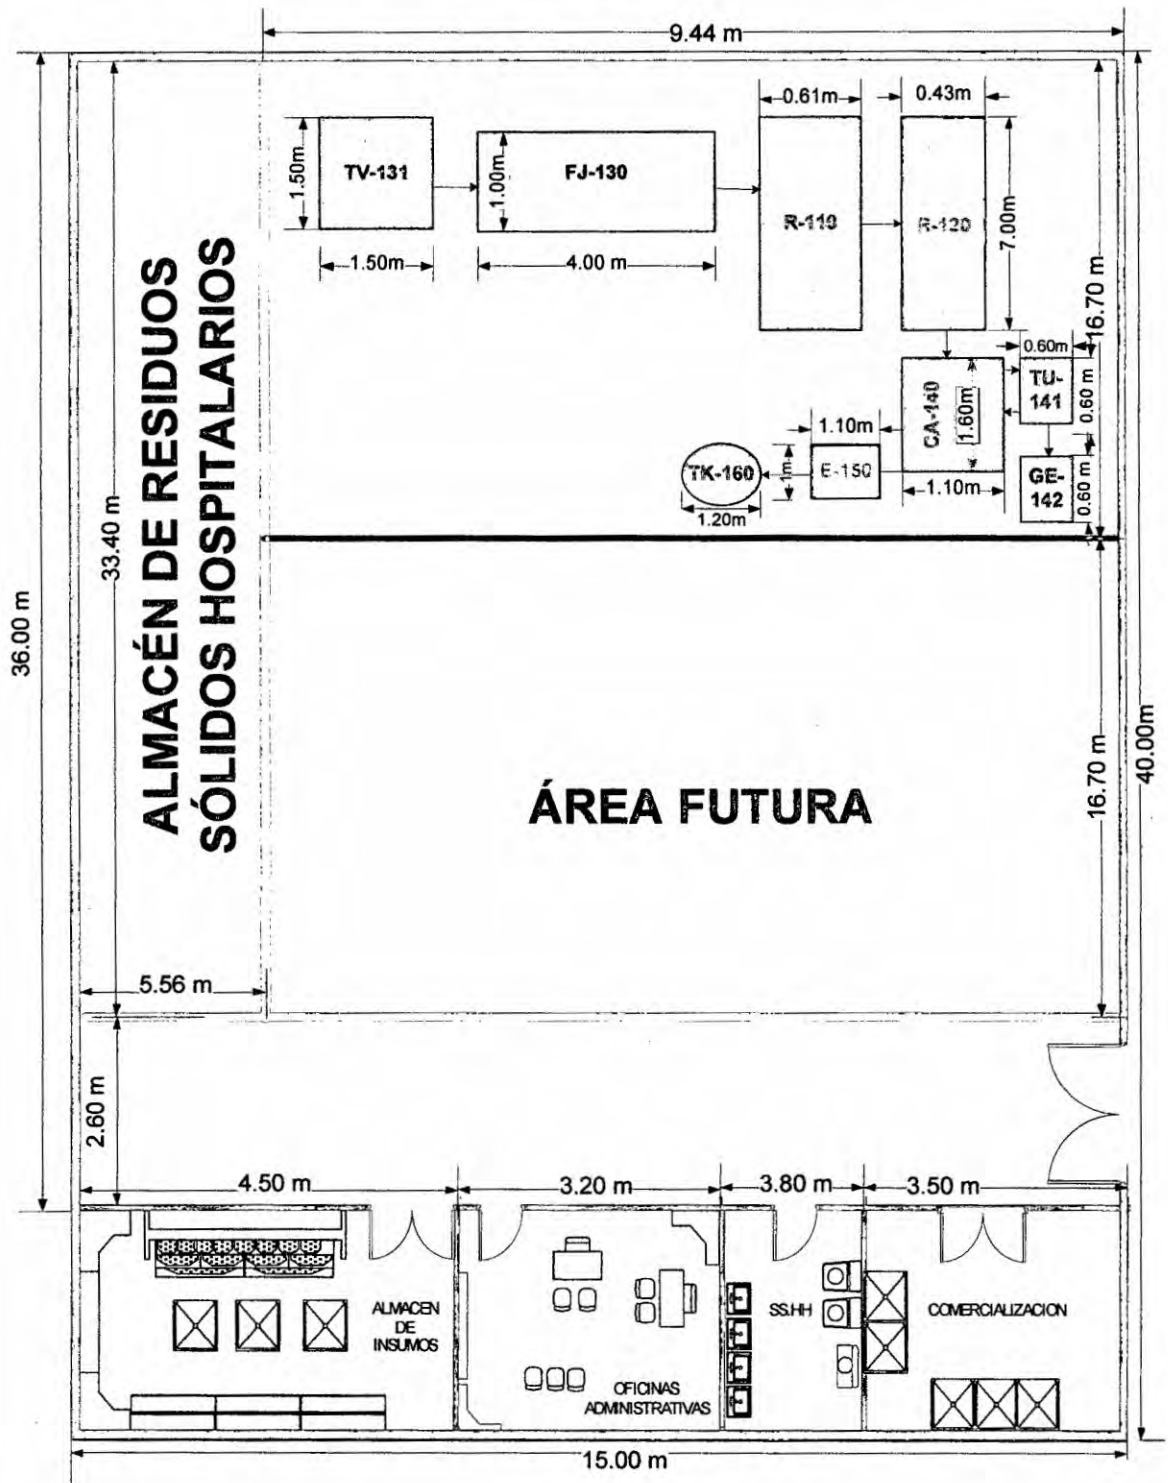 9.44 m
0.61m
0.43m
1.50m
TV-131
1.00m
FJ-130
R-110
R-120
7.00m
16.70 m
1.50m
4.00 m
ALMACÉN DE RESIDUOS
SÓLIDOS HOSPITALARIOS
33.40 m
36.00 m
0.60m
TU-
141
0.60 m
CA-140
1.60m
1.10m
TK-160
1m
E-150
GE-
142
0.60 m
1.20m
1.10m
ÁREA FUTURA
16.70 m
40.00m
5.56 m
2.60 m
4.50 m
3.20 m
3.80 m
3.50 m
ALMACEN
DE
INSUMOS
OFICINAS
ADMINISTRATIVAS
SS.HH
COMERCIALIZACION
15.00 m